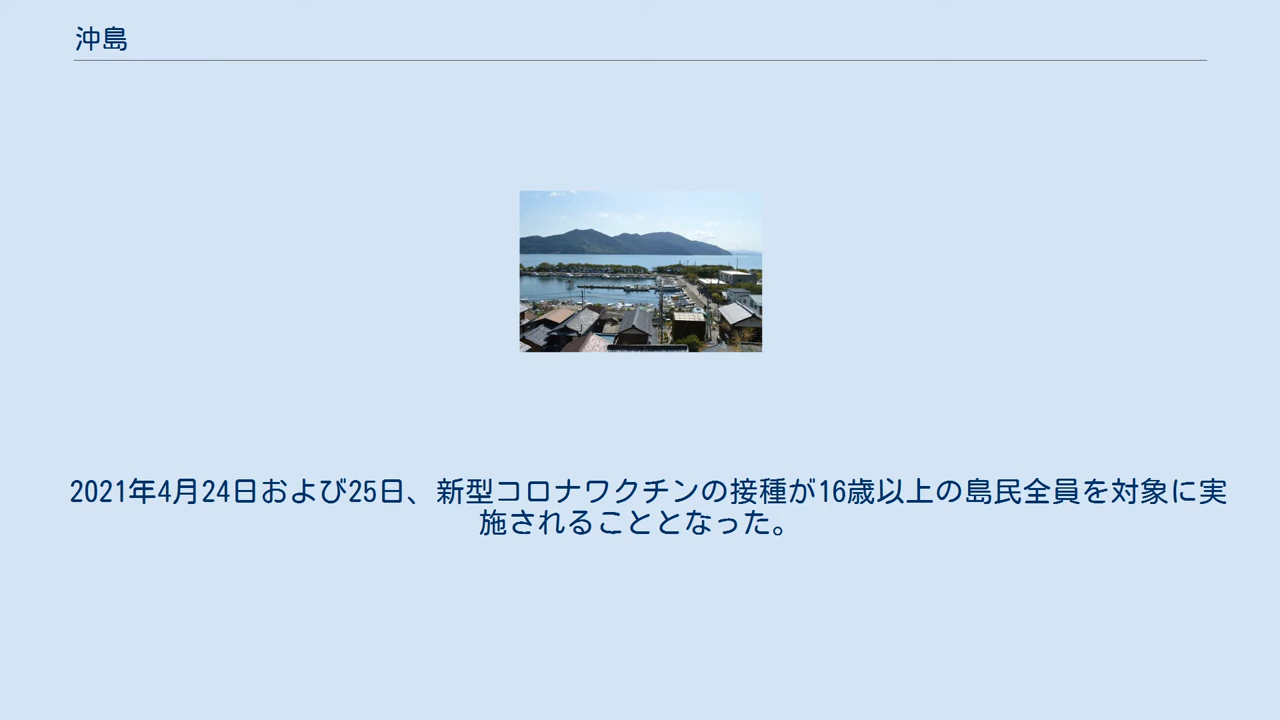 沖島
2021年4月24日および25日、新型コロナワクチンの接種が16歳以上の島民全員を対象に実
施されることとなった。